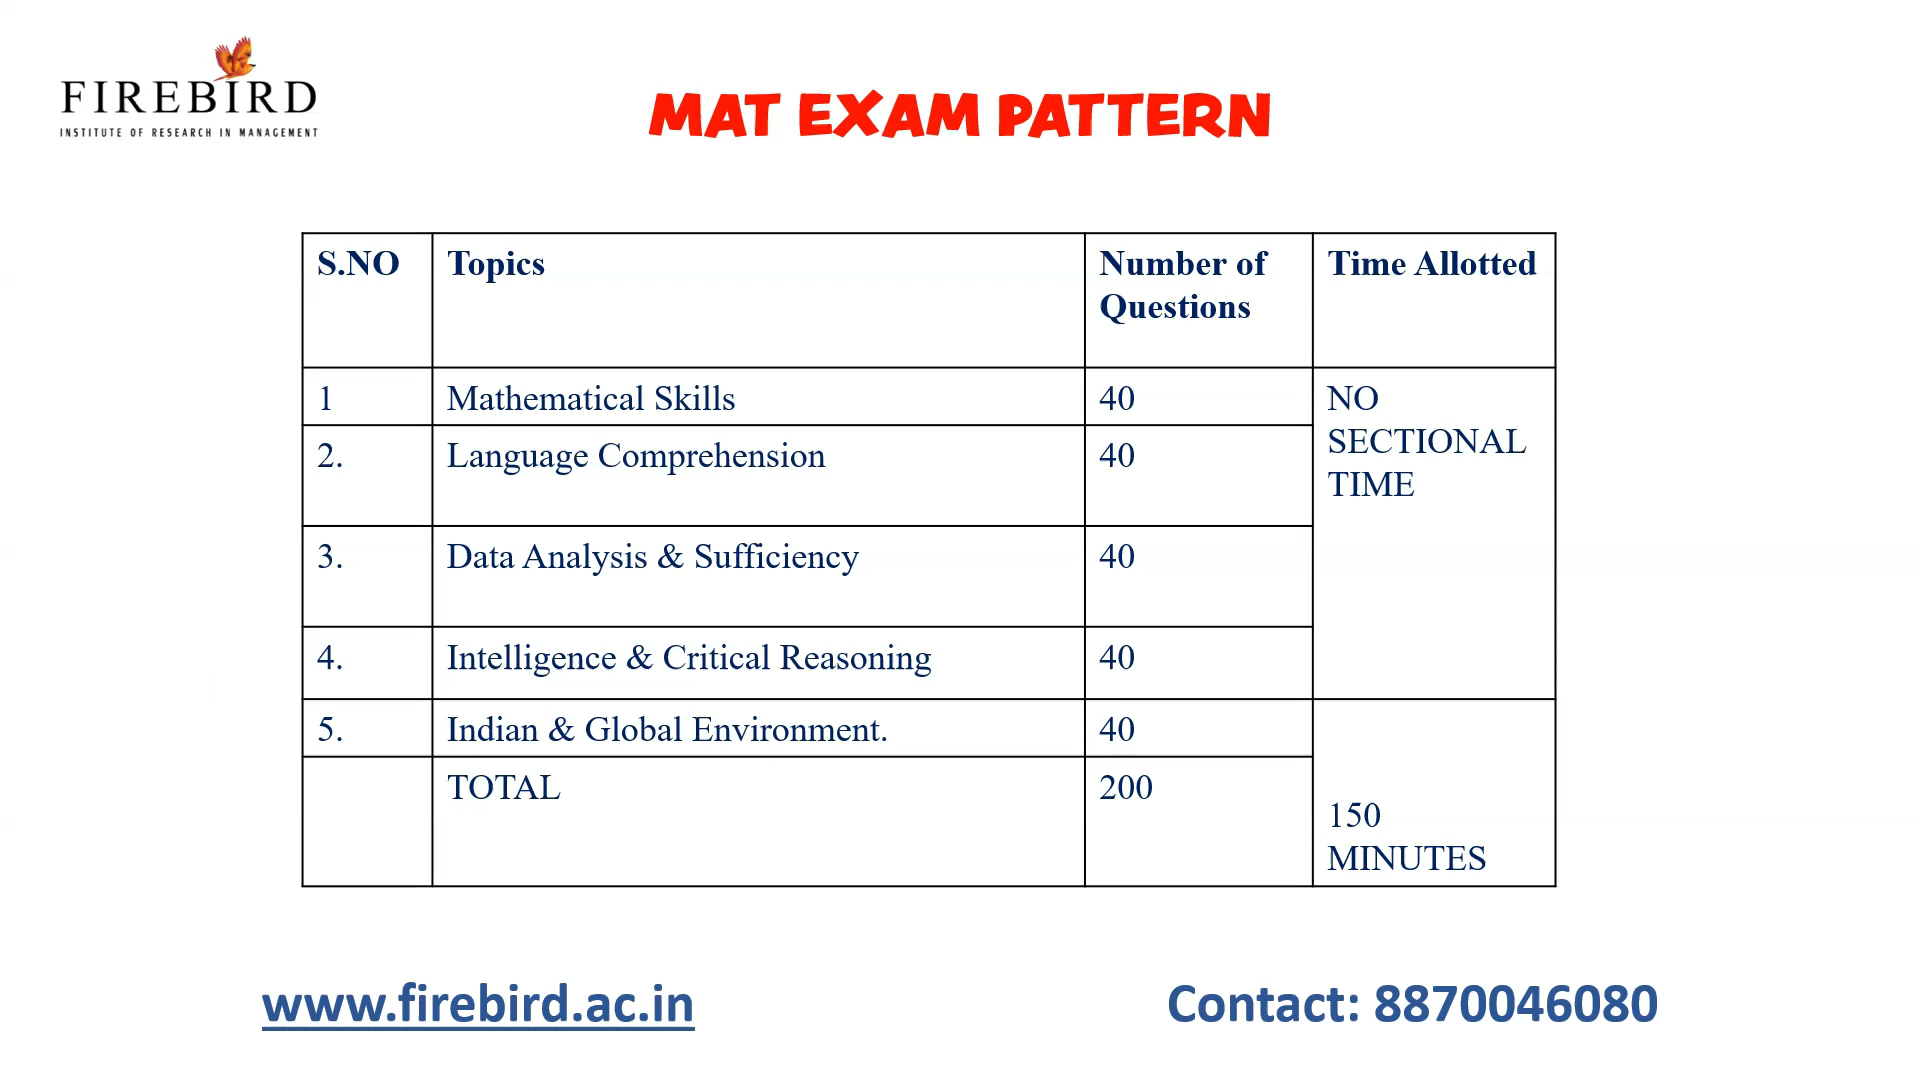 FIREBIRD
INSTITUTE OF RESEARCH IN MANAGEMENT
MAT EXAM PATTERN
S.NO Topics Number of Questions Time Allotted
1 Mathematical Skills 40 NO SECTIONAL TIME
2. Language Comprehension 40
3. Data Analysis & Sufficiency 40
4. Intelligence & Critical Reasoning 40
5. Indian & Global Environment. 40
TOTAL 200 150 MINUTES
www.firebird.ac.in Contact: 8870046080